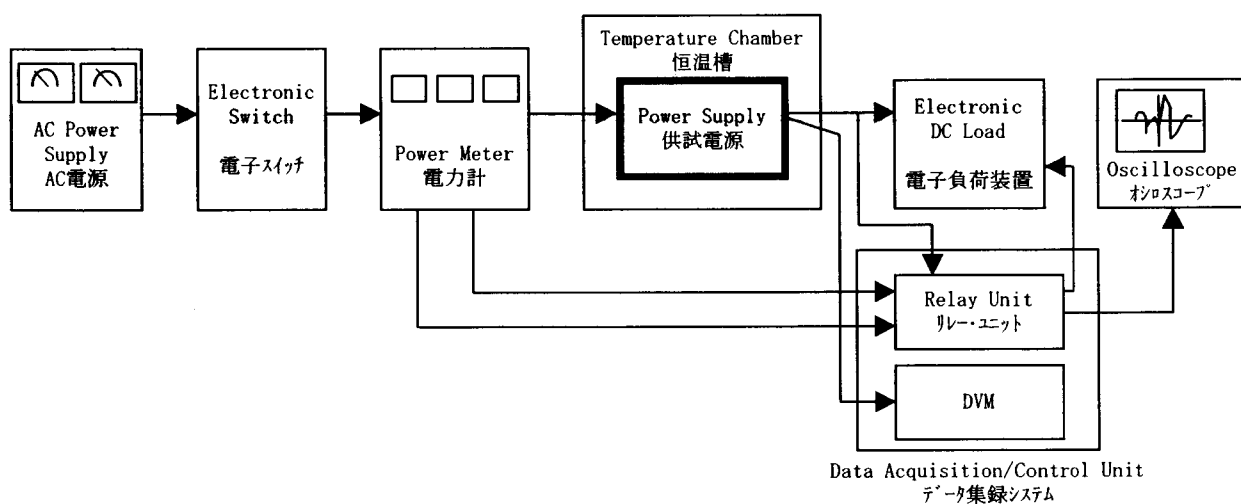 AC Power
Supply
AC電源
Electronic
Switch
電子スイッチ
Power Meter
電力計
Temperature Chamber
恒温槽
Power Supply
供試電源
Electronic
DC Load
電子負荷装置
Oscilloscope
オシロスコープ
Relay Unit
リレー・ユニット
DVM
Data Acquisition/Control Unit
データ集録システム